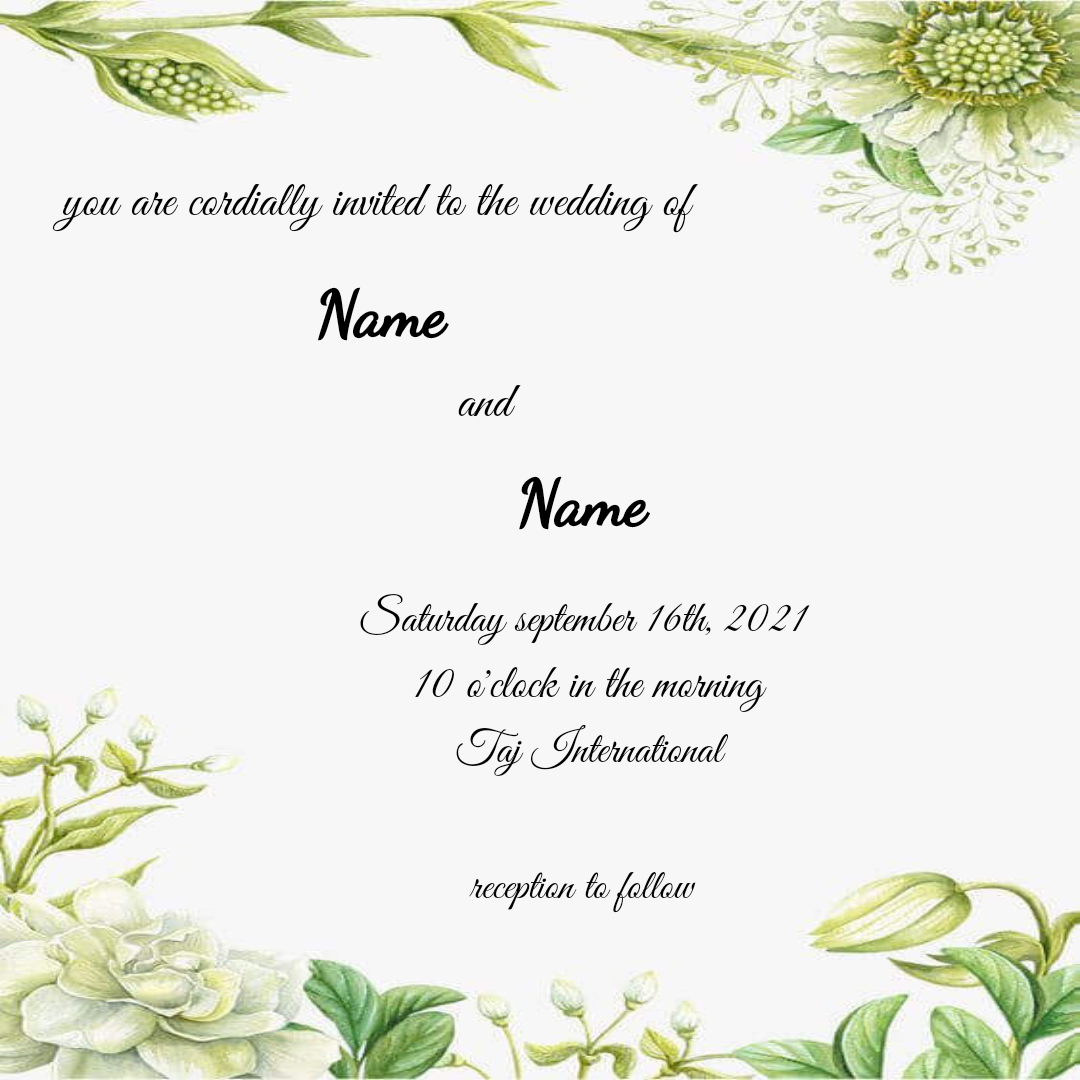 you are cordially invited to the wedding of
Name
and
Name
Saturday september 16th, 2021
10 o'clock in the morning
Taj International
reception to follow